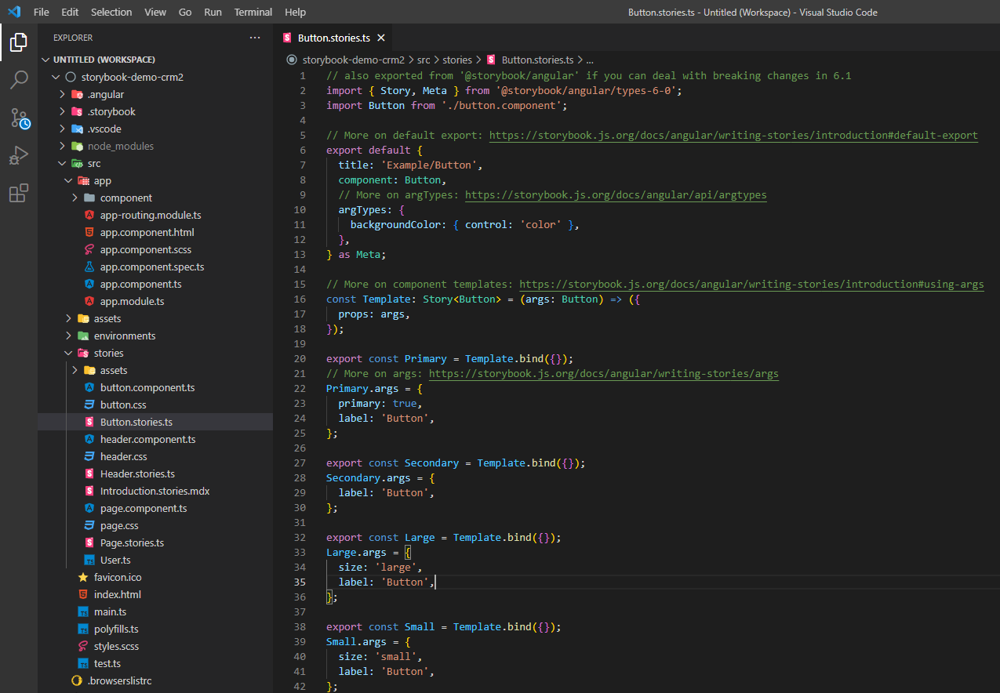 File Edit Selection View Go Run Terminal Help
Button.stories.ts - Untitled (Workspace) - Visual Studio Code
EXPLORER
UNTITLED (WORKSPACE)
storybook-demo-crm2
.angular
.storybook
.vscode
node_modules
src
app
component
app-routing.module.ts
app.component.html
app.component.scss
app.component.spec.ts
app.component.ts
app.module.ts
assets
environments
stories
assets
button.component.ts
button.css
Button.stories.ts
header.component.ts
header.css
Header.stories.ts
Introduction.stories.mdx
page.component.ts
page.css
Page.stories.ts
User.ts
favicon.ico
index.html
main.ts
polyfills.ts
styles.scss
test.ts
.browserslistrc
Button.stories.ts
storybook-demo-crm2 > src > stories > Button.stories.ts > ...
1 // also exported from '@storybook/angular' if you can deal with breaking changes in 6.1
2 import { Story, Meta } from '@storybook/angular/types-6-0';
3 import Button from './button.component';
4
5 // More on default export: https://storybook.js.org/docs/angular/writing-stories/introduction#default-export
6 export default {
7   title: 'Example/Button',
8   component: Button,
9   // More on argTypes: https://storybook.js.org/docs/angular/api/argtypes
10   argTypes: {
11     backgroundColor: { control: 'color' },
12   },
13 } as Meta;
14
15 // More on component templates: https://storybook.js.org/docs/angular/writing-stories/introduction#using-args
16 const Template: Story<Button> = (args: Button) => ({
17   props: args,
18 });
19
20 export const Primary = Template.bind({});
21 // More on args: https://storybook.js.org/docs/angular/writing-stories/args
22 Primary.args = {
23   primary: true,
24   label: 'Button',
25 };
26
27 export const Secondary = Template.bind({});
28 Secondary.args = {
29   label: 'Button',
30 };
31
32 export const Large = Template.bind({});
33 Large.args = {
34   size: 'large',
35   label: 'Button',
36 };
37
38 export const Small = Template.bind({});
39 Small.args = {
40   size: 'small',
41   label: 'Button',
42 };